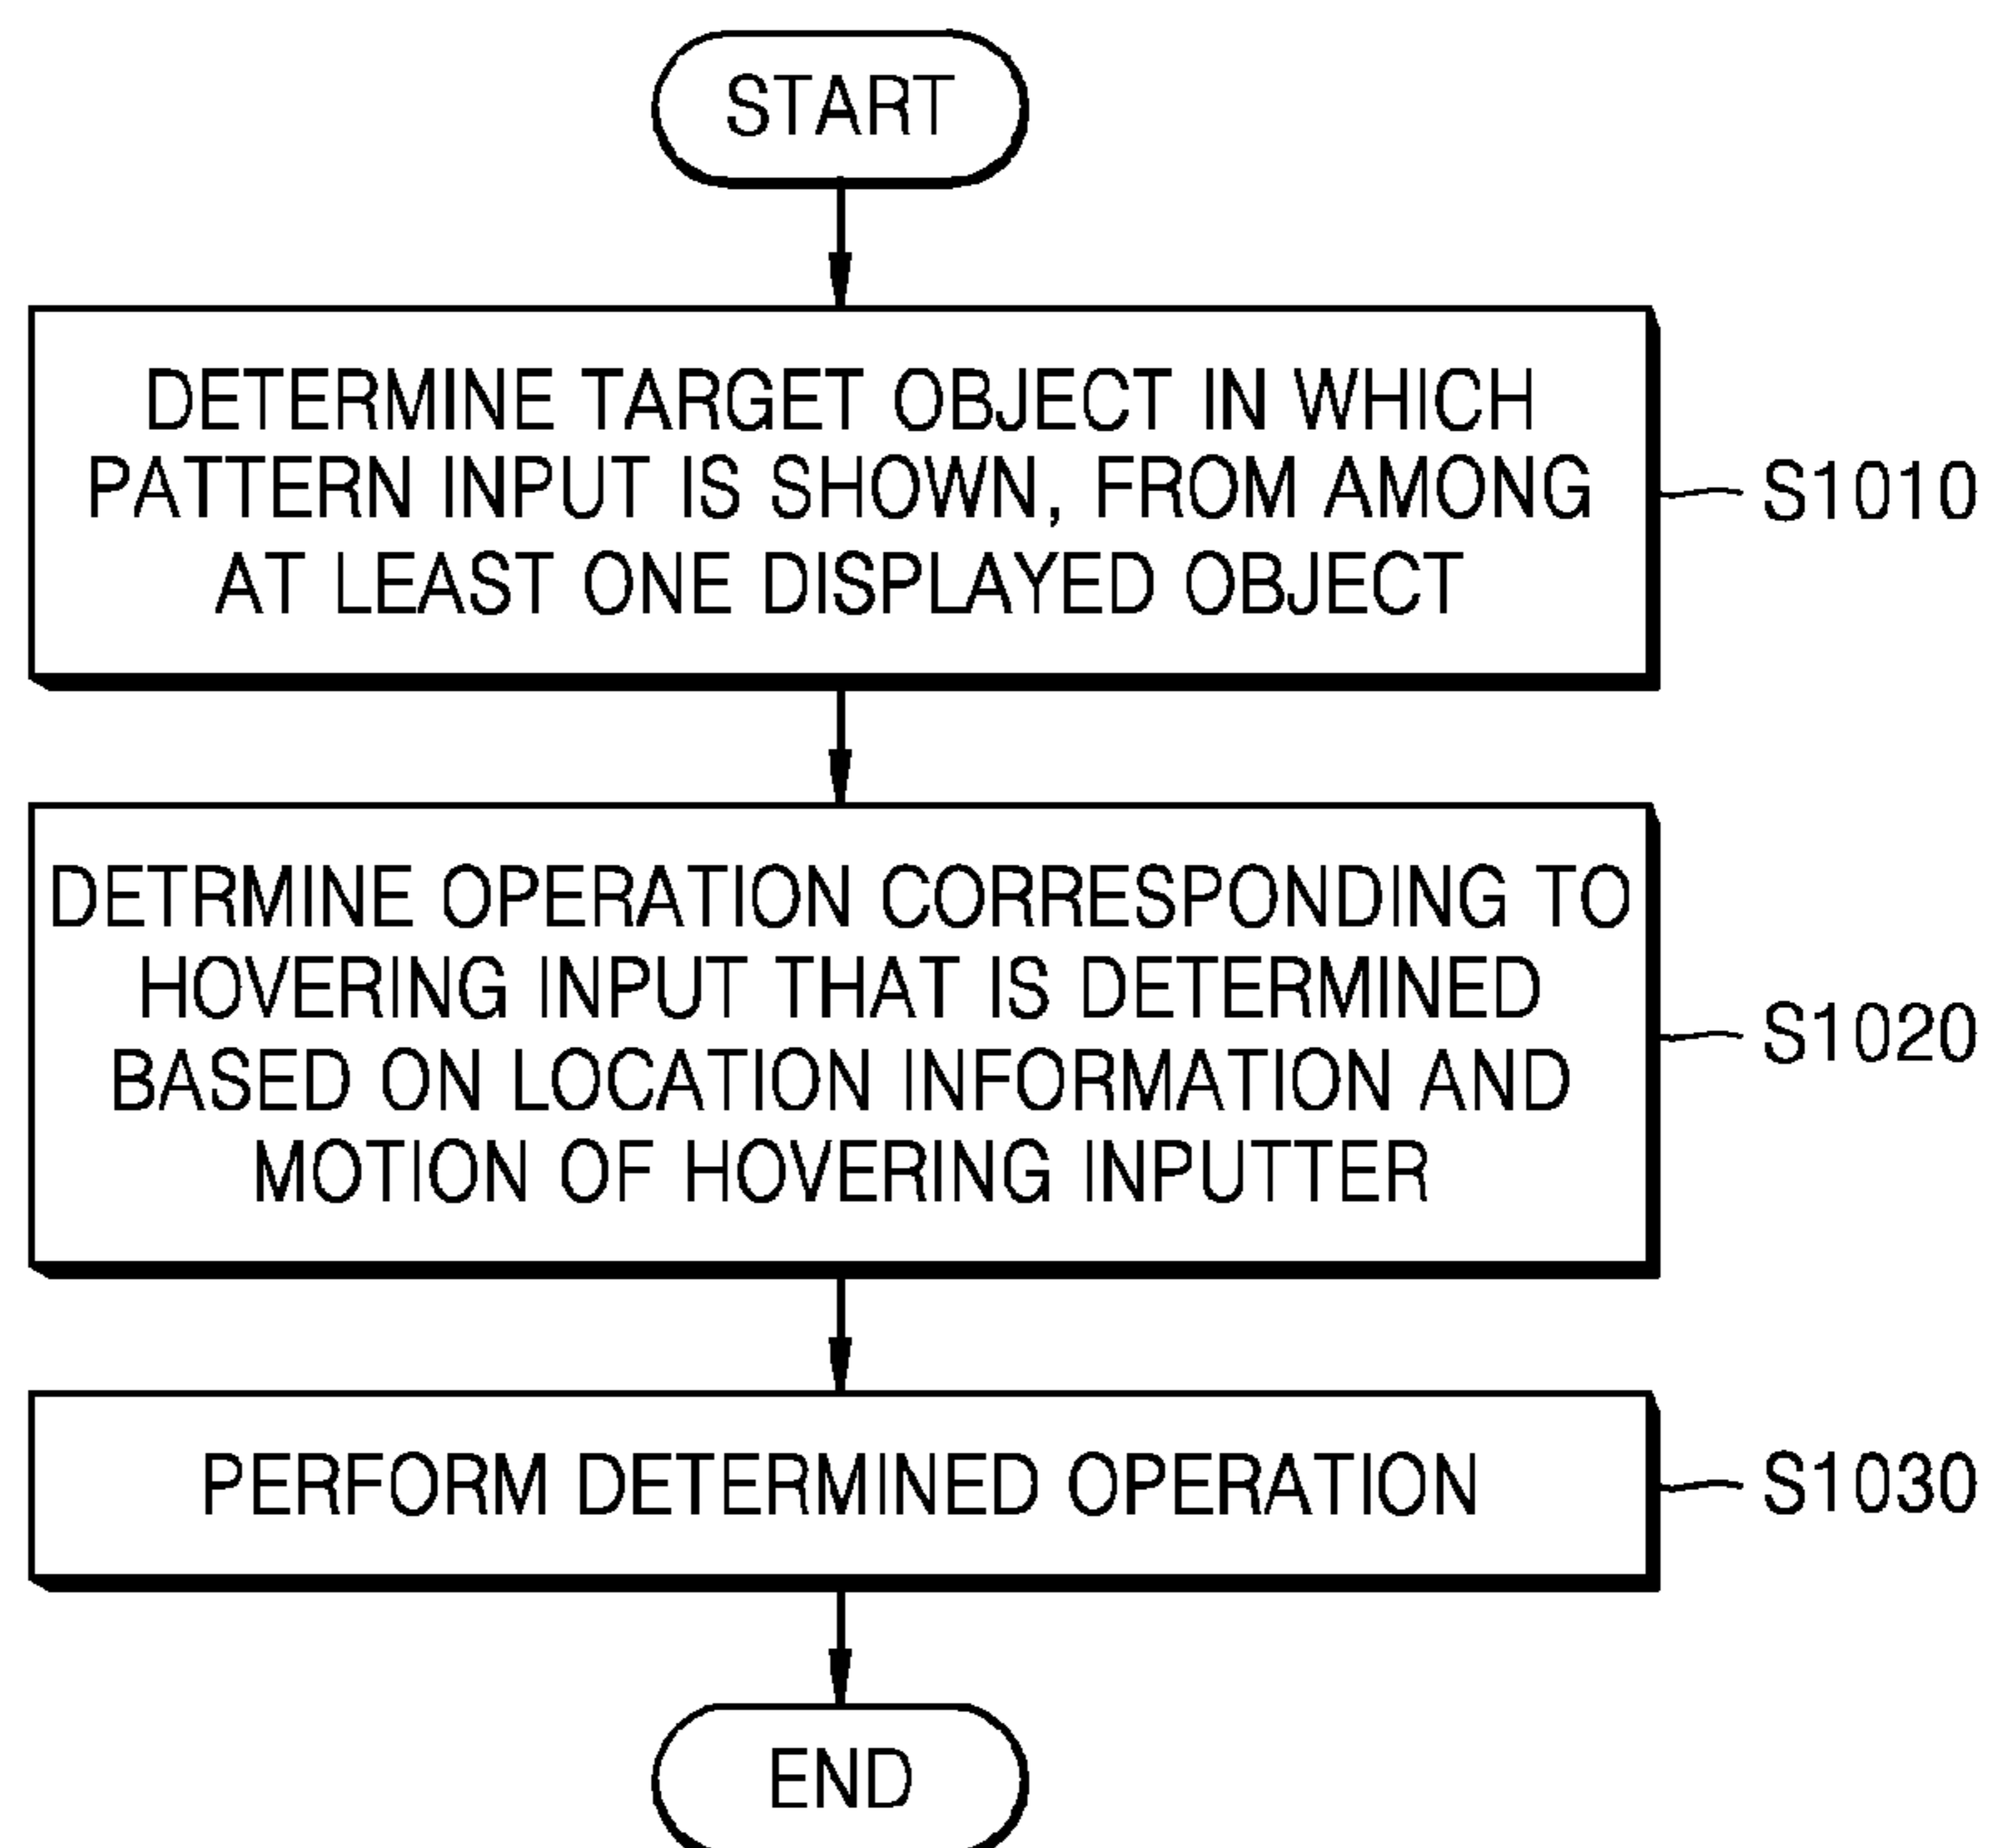 START
DETERMINE TARGET OBJECT IN WHICH
PATTERN INPUT IS SHOWN, FROM AMONG
AT LEAST ONE DISPLAYED OBJECT
S1010
DETRMINE OPERATION CORRESPONDING TO
HOVERING INPUT THAT IS DETERMINED
BASED ON LOCATION INFORMATION AND
MOTION OF HOVERING INPUTTER
S1020
PERFORM DETERMINED OPERATION
S1030
END